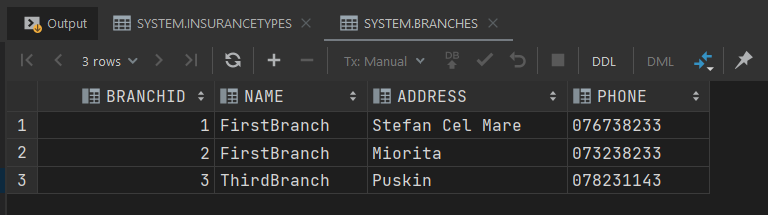 Output SYSTEM.INSURANCETYPES SYSTEM.BRANCHES
3 rows Tx: Manual DB DDL DML
BRANCHID NAME ADDRESS PHONE
1 1 FirstBranch Stefan Cel Mare 076738233
2 2 FirstBranch Miorita 073238233
3 3 ThirdBranch Puskin 078231143